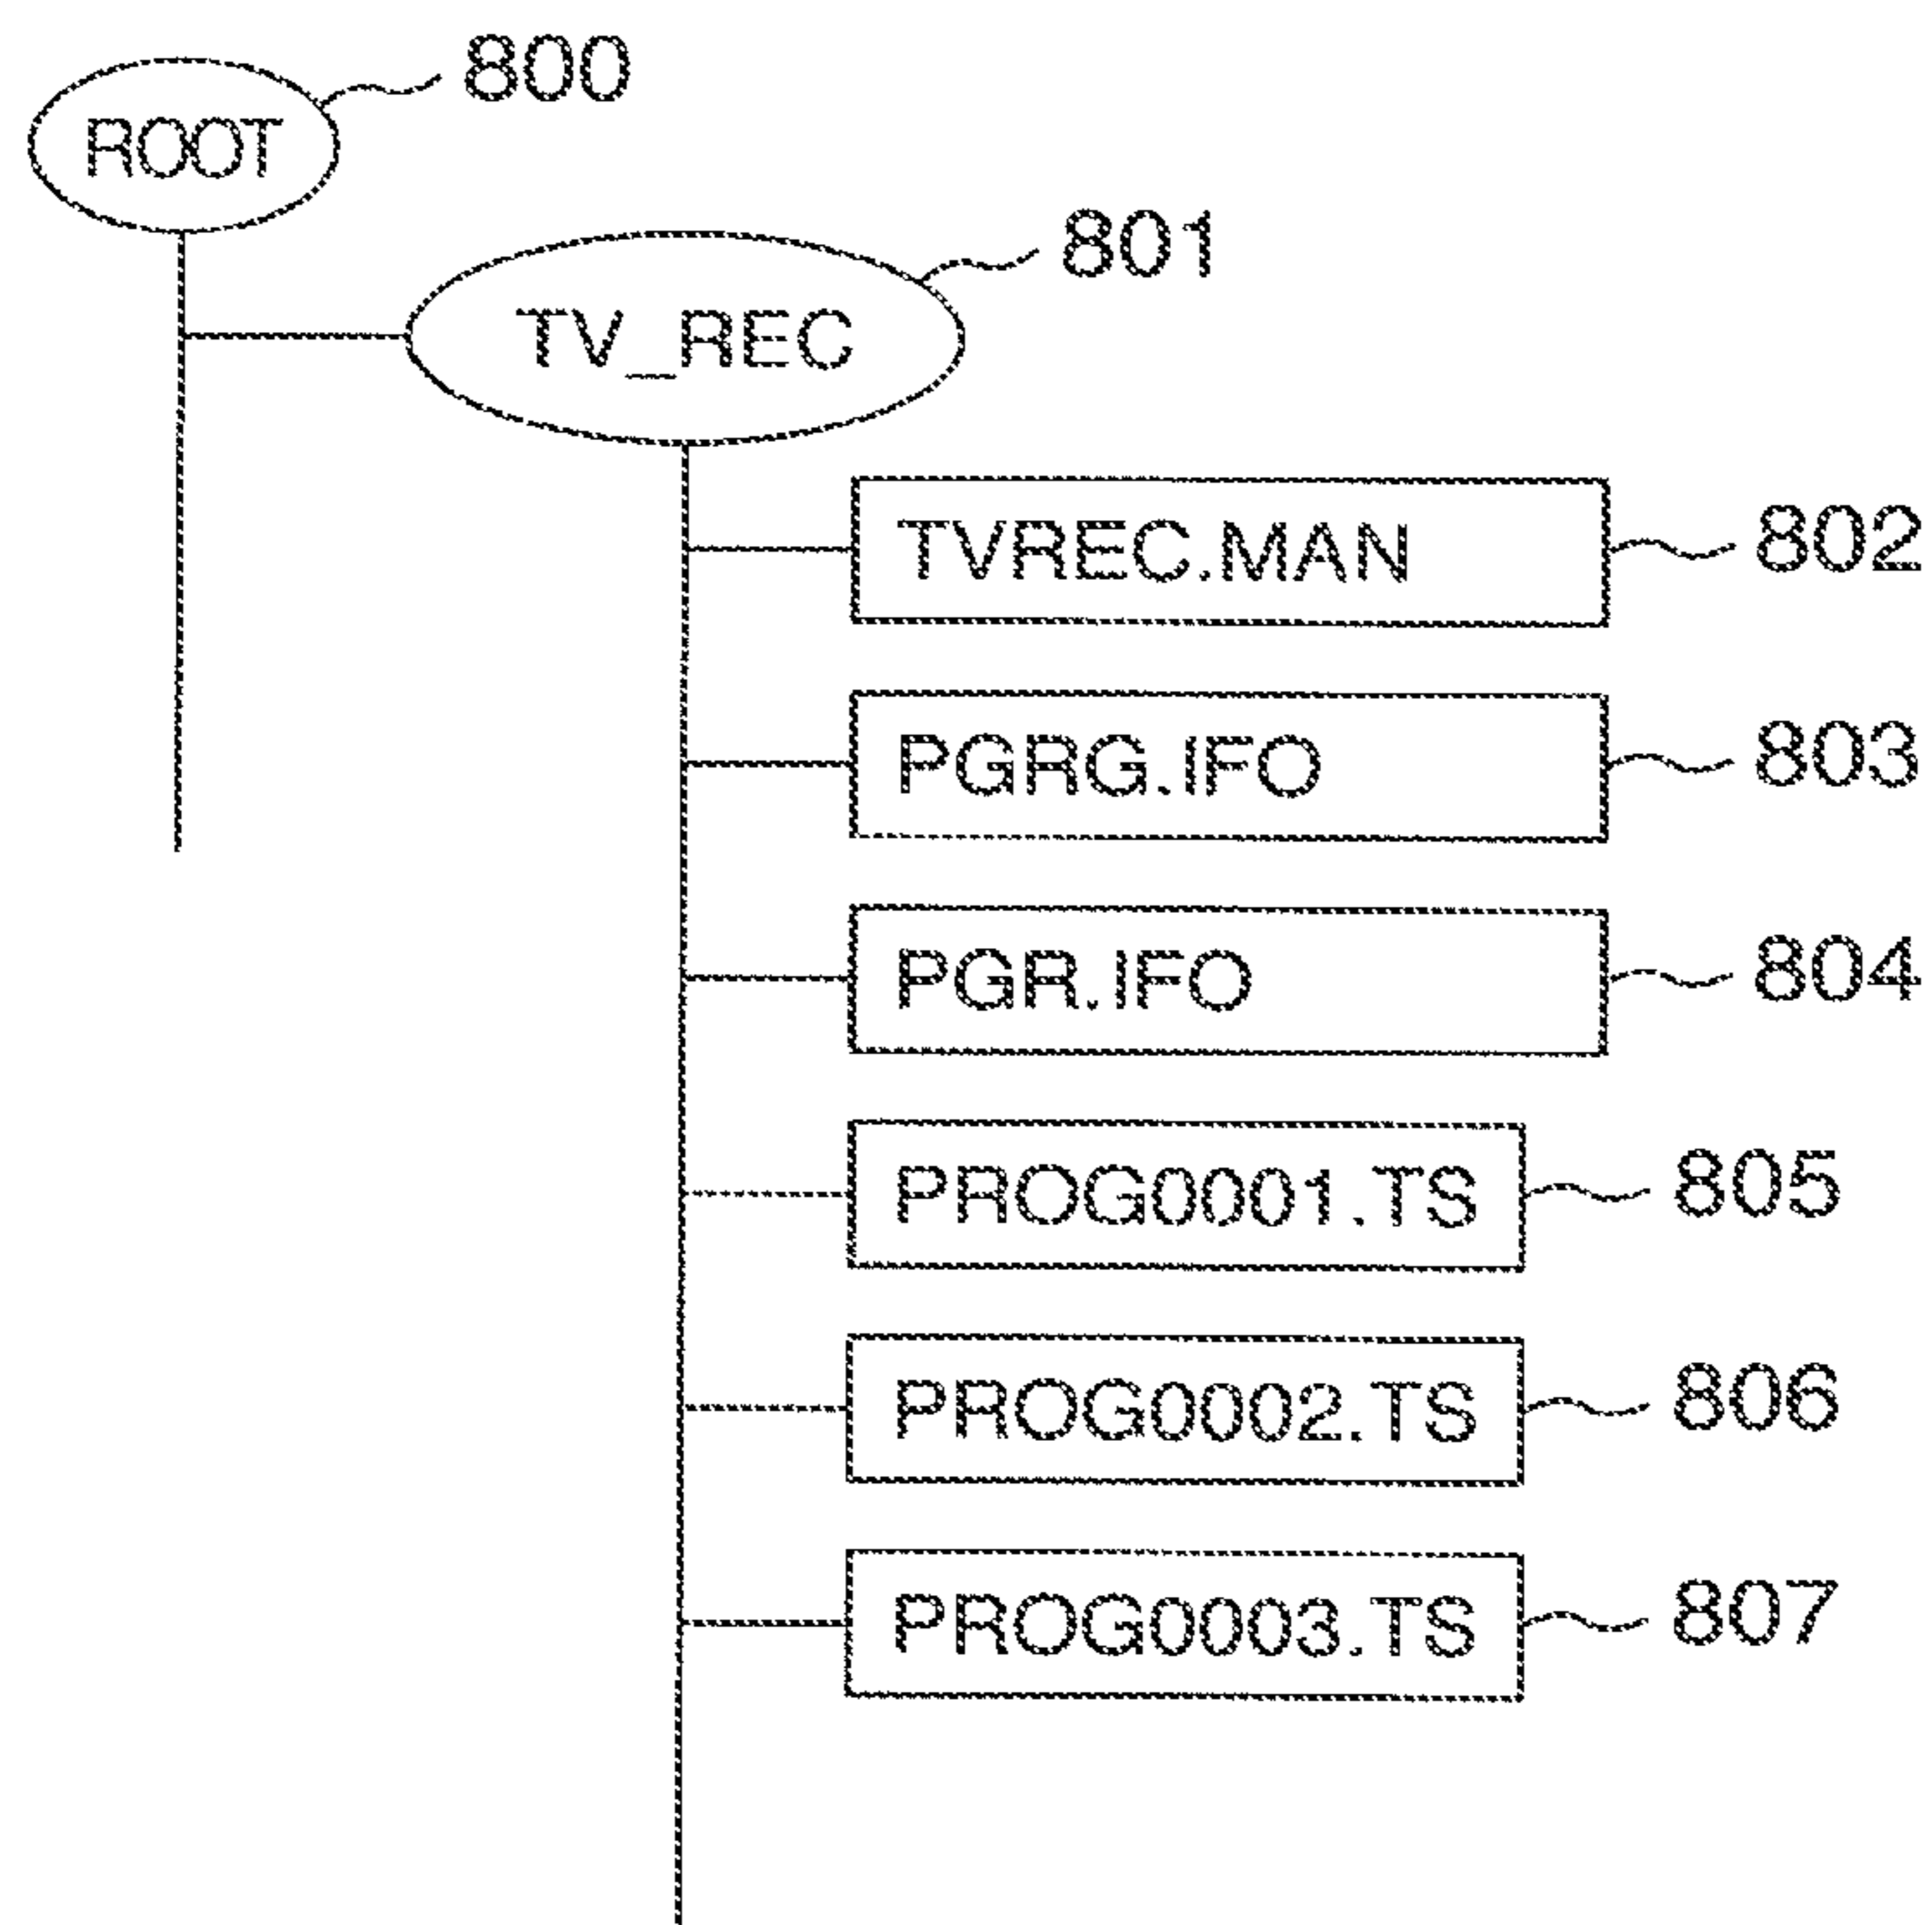 800
ROOT
801
TV_REC
TVREC.MAN 802
PGRG.IFO 803
PGR.IFO 804
PROG0001.TS 805
PROG0002.TS 806
PROG0003.TS 807